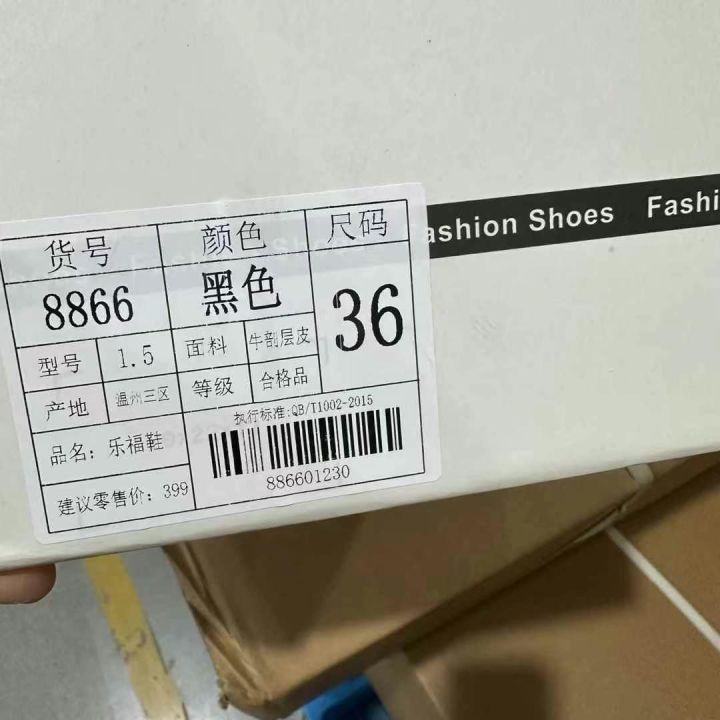 ashion Shoes Fashi
货号 颜色 尺码
8866 黑色 36
型号 1.5 面料 牛剖层皮
产地 温州三区 等级 合格品
品名: 乐福鞋
执行标准:QB/T1002-2015
886601230
建议零售价: 399